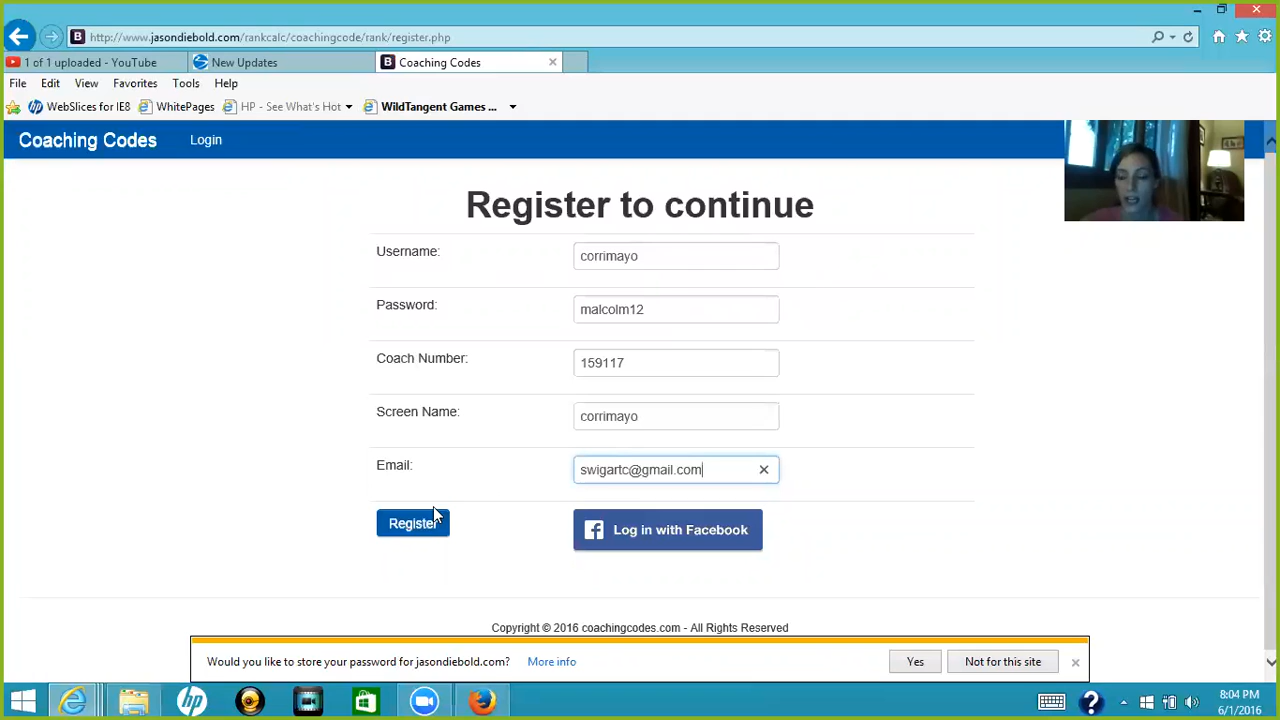 http://www.jasondiebold.com/rankcalc/coachingcode/rank/register.php
1 of 1 uploaded - YouTube
New Updates
Coaching Codes
File Edit View Favorites Tools Help
WebSlices for IE8 WhitePages HP - See What's Hot WildTangent Games ...
Coaching Codes Login
Register to continue
Username: corrimayo
Password: malcolm12
Coach Number: 159117
Screen Name: corrimayo
Email: swigartc@gmail.com
Register Log in with Facebook
Copyright © 2016 coachingcodes.com - All Rights Reserved
Would you like to store your password for jasondiebold.com? More info Yes Not for this site
8:04 PM
6/1/2016